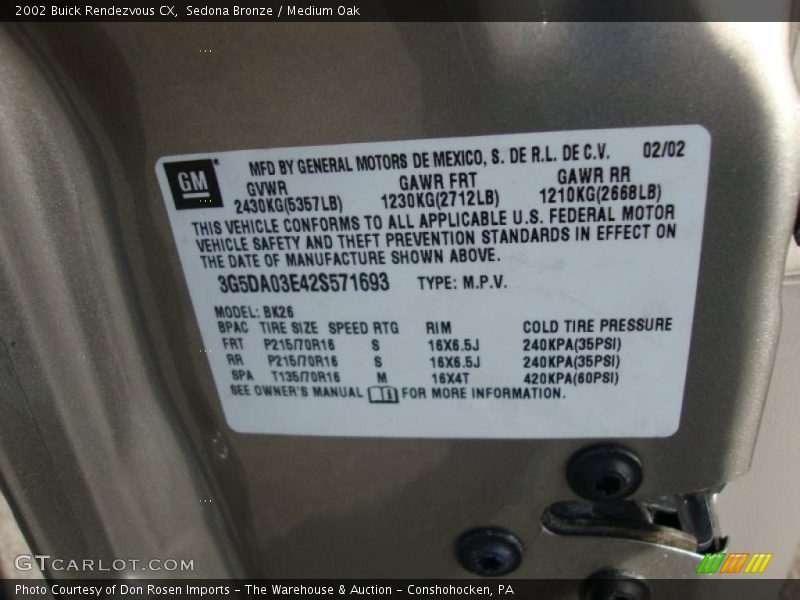 2002 Buick Rendezvous CX, Sedona Bronze / Medium Oak
GM
MFD BY GENERAL MOTORS DE MEXICO, S. DE R.L. DE C.V. 02/02
GVWR GAWR FRT GAWR RR
2430KG(5357LB) 1230KG(2712LB) 1210KG(2668LB)
THIS VEHICLE CONFORMS TO ALL APPLICABLE U.S. FEDERAL MOTOR
VEHICLE SAFETY AND THEFT PREVENTION STANDARDS IN EFFECT ON
THE DATE OF MANUFACTURE SHOWN ABOVE.
3G5DA03E42S571693 TYPE: M.P.V.
MODEL: BK26
BPAC TIRE SIZE SPEED RTG RIM COLD TIRE PRESSURE
FRT P215/70R16 S 16X6.5J 240KPA(35PSI)
RR P215/70R16 S 16X6.5J 240KPA(35PSI)
SPA T135/70R16 M 16X4T 420KPA(60PSI)
SEE OWNER'S MANUAL FOR MORE INFORMATION.
GTCARLOT.COM
Photo Courtesy of Don Rosen Imports - The Warehouse & Auction - Conshohocken, PA